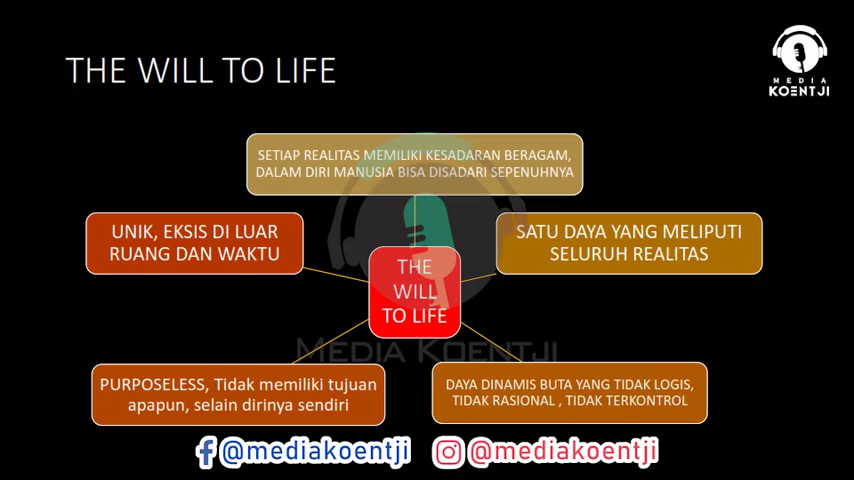 THE WILL TO LIFE
MEDIA
KOENTJI
SETIAP REALITAS MEMILIKI KESADARAN BERAGAM,
DALAM DIRI MANUSIA BISA DISADARI SEPENUHNYA
UNIK, EKSIS DI LUAR
RUANG DAN WAKTU
SATU DAYA YANG MELIPUTI
SELURUH REALITAS
THE
WILL
TO LIFE
MEDIA KOENTJI
PURPOSELESS, Tidak memiliki tujuan
apapun, selain dirinya sendiri
DAYA DINAMIS BUTA YANG TIDAK LOGIS,
TIDAK RASIONAL , TIDAK TERKONTROL
@mediakoentji
@mediakoentji